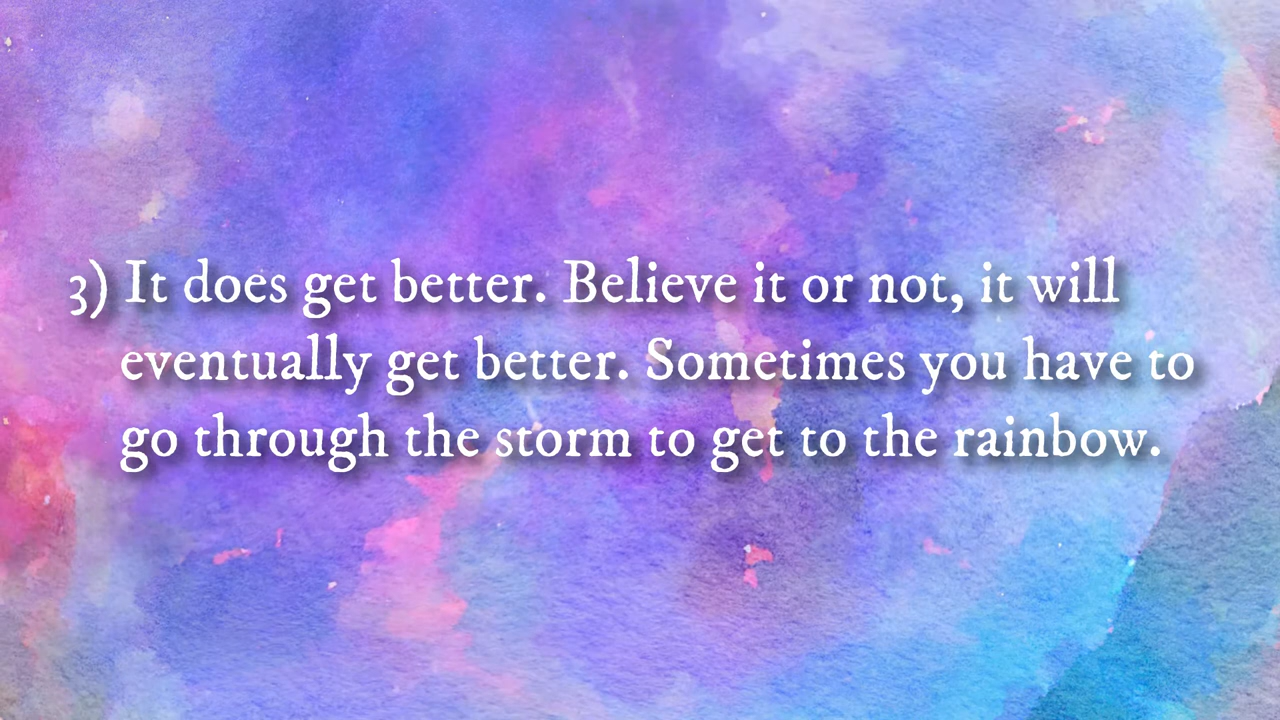 3) It does get better. Believe it or not, it will
eventually get better. Sometimes you have to
go through the storm to get to the rainbow.